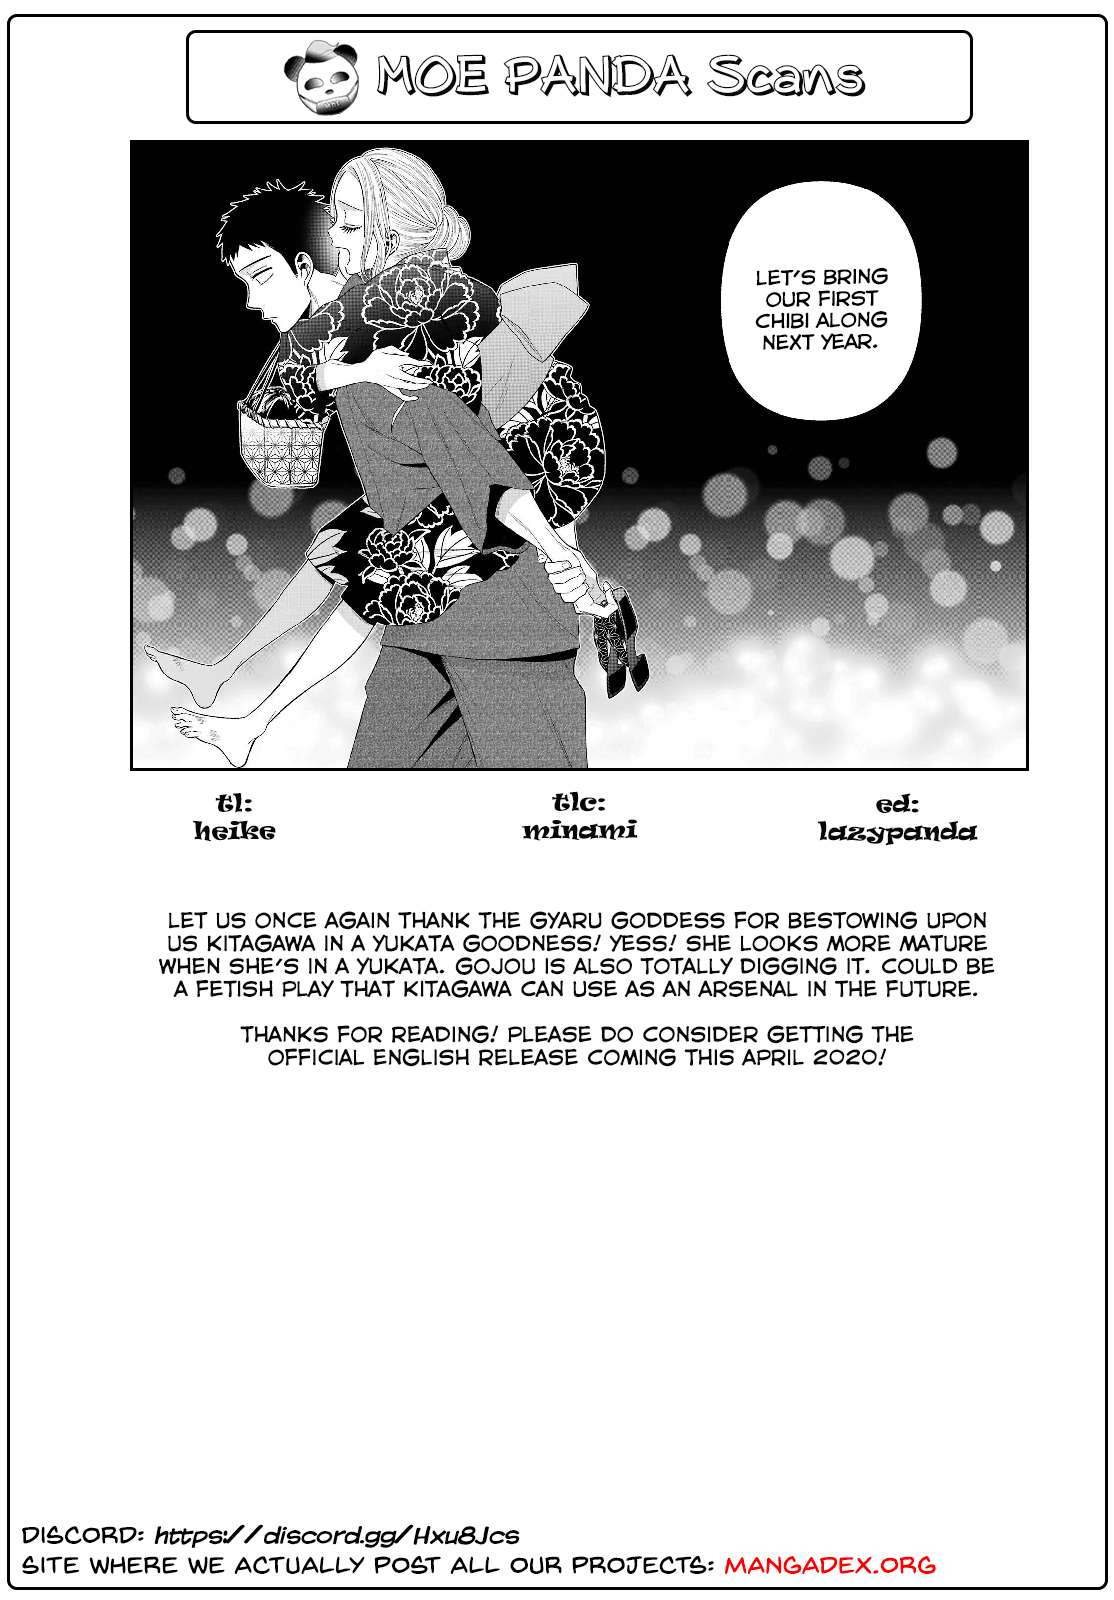 MOE PANDA Scans
LET'S BRING
OUR FIRST
CHIBI ALONG
NEXT YEAR.
tl:
heike
tlc:
minami
ed:
lazypanda
LET US ONCE AGAIN THANK THE GYARU GODDESS FOR BESTOWING UPON
US KITAGAWA IN A YUKATA GOODNESS! YESS! SHE LOOKS MORE MATURE
WHEN SHE'S IN A YUKATA. GOJOU IS ALSO TOTALLY DIGGING IT. COULD BE
A FETISH PLAY THAT KITAGAWA CAN USE AS AN ARSENAL IN THE FUTURE.
THANKS FOR READING! PLEASE DO CONSIDER GETTING THE
OFFICIAL ENGLISH RELEASE COMING THIS APRIL 2020!
DISCORD: https://discord.gg/Hxu8Jcs
SITE WHERE WE ACTUALLY POST ALL OUR PROJECTS: MANGADEX.ORG